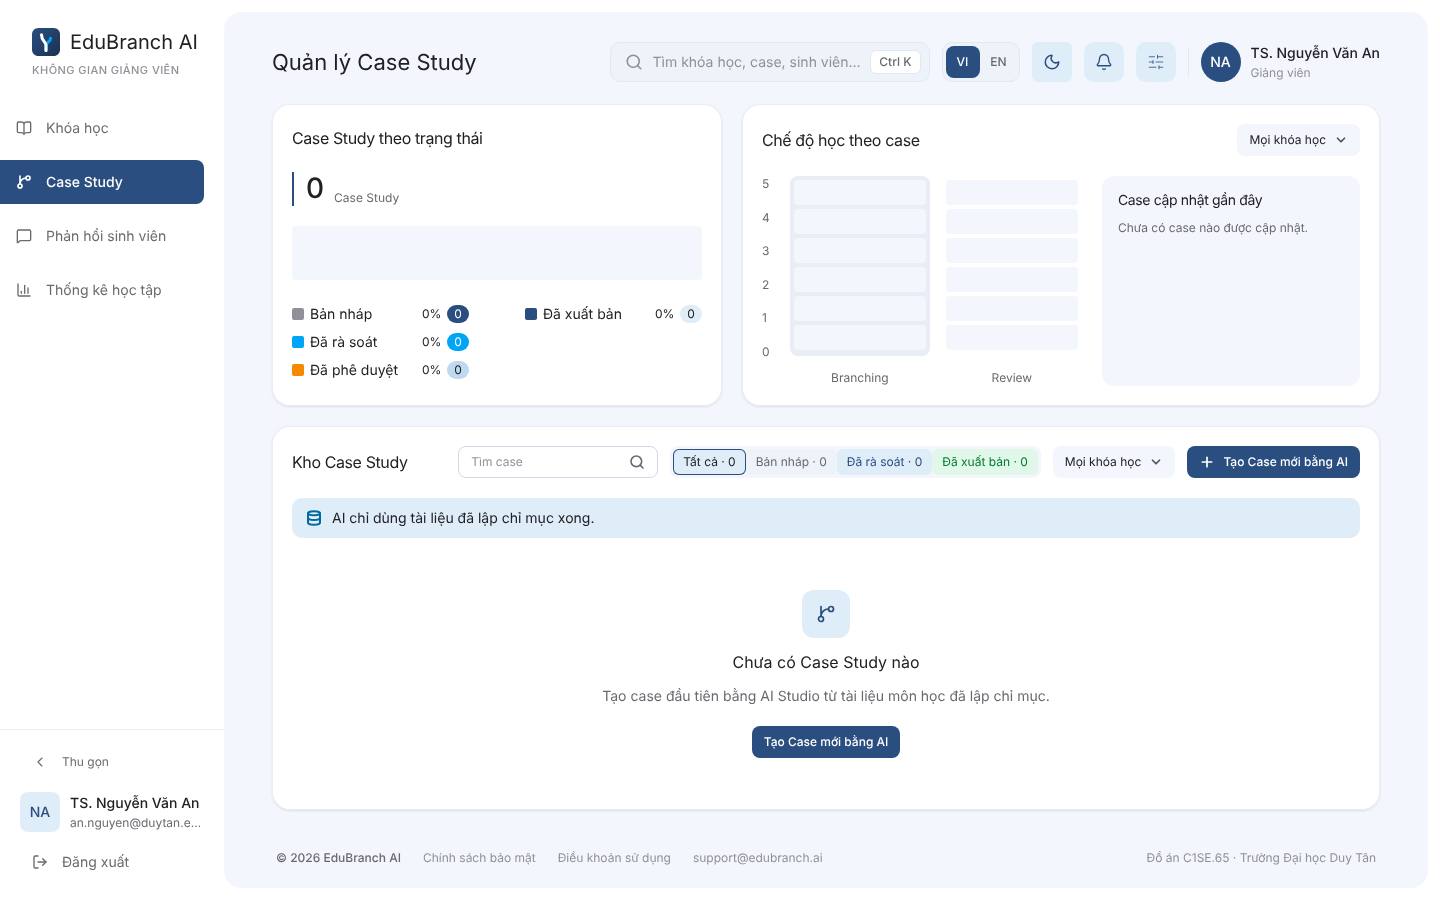 EduBranch AI
KHÔNG GIAN GIẢNG VIÊN
Khóa học
Case Study
Phản hồi sinh viên
Thống kê học tập
Thu gọn
NA
TS. Nguyễn Văn An
an.nguyen@duytan.e...
Đăng xuất
Quản lý Case Study
Tìm khóa học, case, sinh viên... Ctrl K
VI EN
NA
TS. Nguyễn Văn An
Giảng viên
Case Study theo trạng thái
0 Case Study
Bản nháp 0% 0
Đã xuất bản 0% 0
Đã rà soát 0% 0
Đã phê duyệt 0% 0
Chế độ học theo case
Mọi khóa học
5
4
3
2
1
0
Branching Review
Case cập nhật gần đây
Chưa có case nào được cập nhật.
Kho Case Study
Tìm case
Tất cả · 0 Bản nháp · 0 Đã rà soát · 0 Đã xuất bản · 0
Mọi khóa học
Tạo Case mới bằng AI
AI chỉ dùng tài liệu đã lập chỉ mục xong.
Chưa có Case Study nào
Tạo case đầu tiên bằng AI Studio từ tài liệu môn học đã lập chỉ mục.
Tạo Case mới bằng AI
© 2026 EduBranch AI Chính sách bảo mật Điều khoản sử dụng support@edubranch.ai
Đồ án C1SE.65 · Trường Đại học Duy Tân